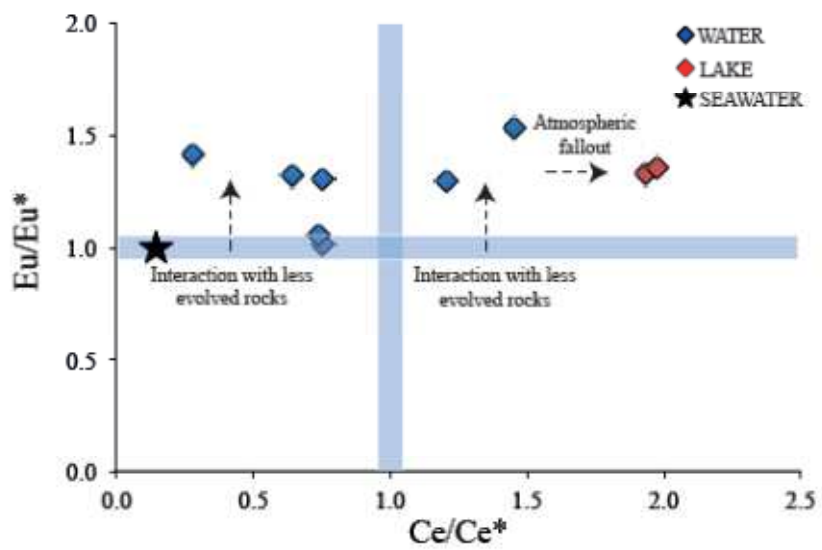 2.0
WATER
LAKE
SEAWATER
1.5
Atmospheric
fallout
Eu/Eu*
1.0
Interaction with less
evolved rocks
Interaction with less
evolved rocks
0.5
0.0
0.0 0.5 1.0 1.5 2.0 2.5
Ce/Ce*